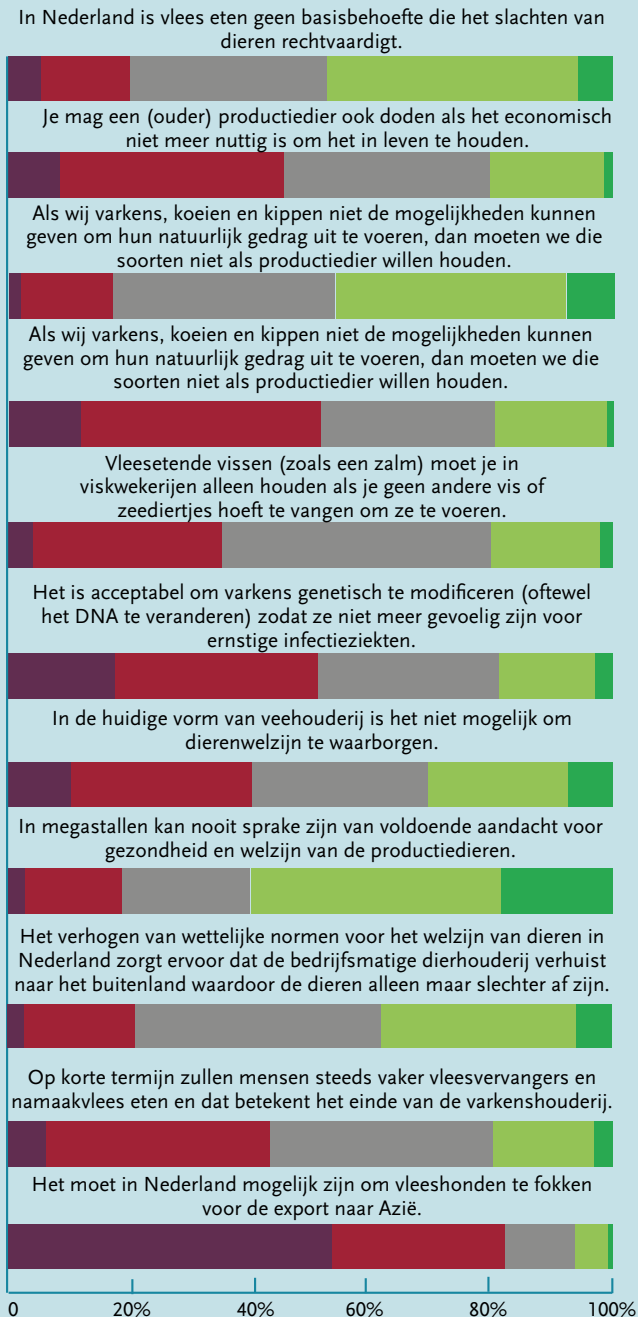 In Nederland is vlees eten geen basisbehoefte die het slachten van
dieren rechtvaardigt.
Je mag een (ouder) productiedier ook doden als het economisch
niet meer nuttig is om het in leven te houden.
Als wij varkens, koeien en kippen niet de mogelijkheden kunnen
geven om hun natuurlijk gedrag uit te voeren, dan moeten we die
soorten niet als productiedier willen houden.
Als wij varkens, koeien en kippen niet de mogelijkheden kunnen
geven om hun natuurlijk gedrag uit te voeren, dan moeten we die
soorten niet als productiedier willen houden.
Vleesetende vissen (zoals een zalm) moet je in
viskwekerijen alleen houden als je geen andere vis of
zeediertjes hoeft te vangen om ze te voeren.
Het is acceptabel om varkens genetisch te modificeren (oftewel
het DNA te veranderen) zodat ze niet meer gevoelig zijn voor
ernstige infectieziekten.
In de huidige vorm van veehouderij is het niet mogelijk om
dierenwelzijn te waarborgen.
In megastallen kan nooit sprake zijn van voldoende aandacht voor
gezondheid en welzijn van de productiedieren.
Het verhogen van wettelijke normen voor het welzijn van dieren in
Nederland zorgt ervoor dat de bedrijfsmatige dierhouderij verhuist
naar het buitenland waardoor de dieren alleen maar slechter af zijn.
Op korte termijn zullen mensen steeds vaker vleesvervangers en
namaakvlees eten en dat betekent het einde van de varkenshouderij.
Het moet in Nederland mogelijk zijn om vleeshonden te fokken
voor de export naar Azië.
0 20% 40% 60% 80% 100%